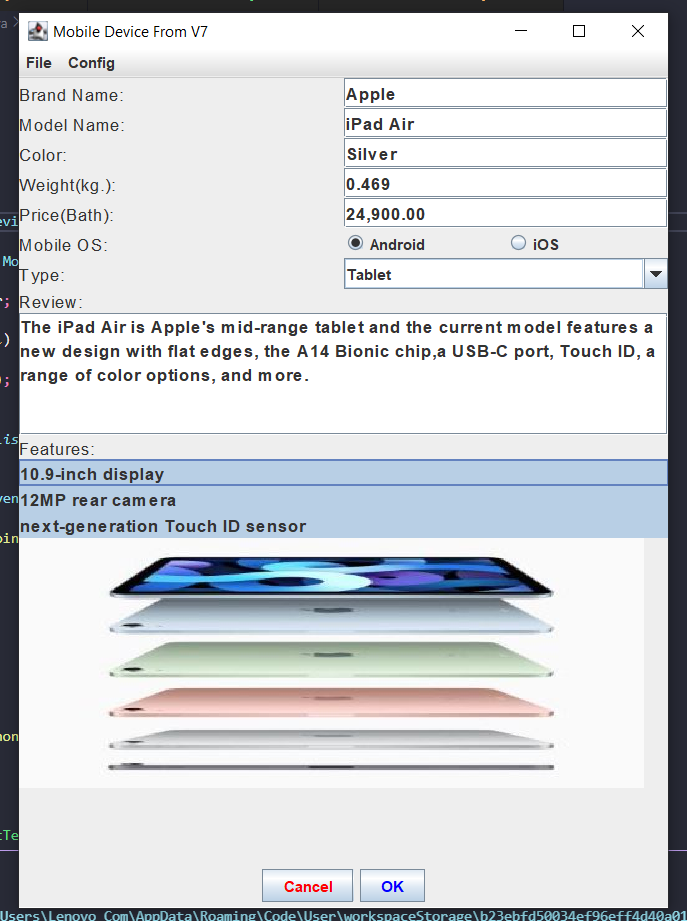 Mobile Device From V7
File Config
Brand Name: Apple
Model Name: iPad Air
Color: Silver
Weight(kg.): 0.469
Price(Bath): 24,900.00
Mobile OS: Android iOS
Type: Tablet
Review:
The iPad Air is Apple's mid-range tablet and the current model features a
new design with flat edges, the A14 Bionic chip,a USB-C port, Touch ID, a
range of color options, and more.
Features:
10.9-inch display
12MP rear camera
next-generation Touch ID sensor
Cancel OK
Users\Lenovo Com\AppData\Roaming\Code\User\workspaceStorage\b23ebfd50034ef96eff4d40a01